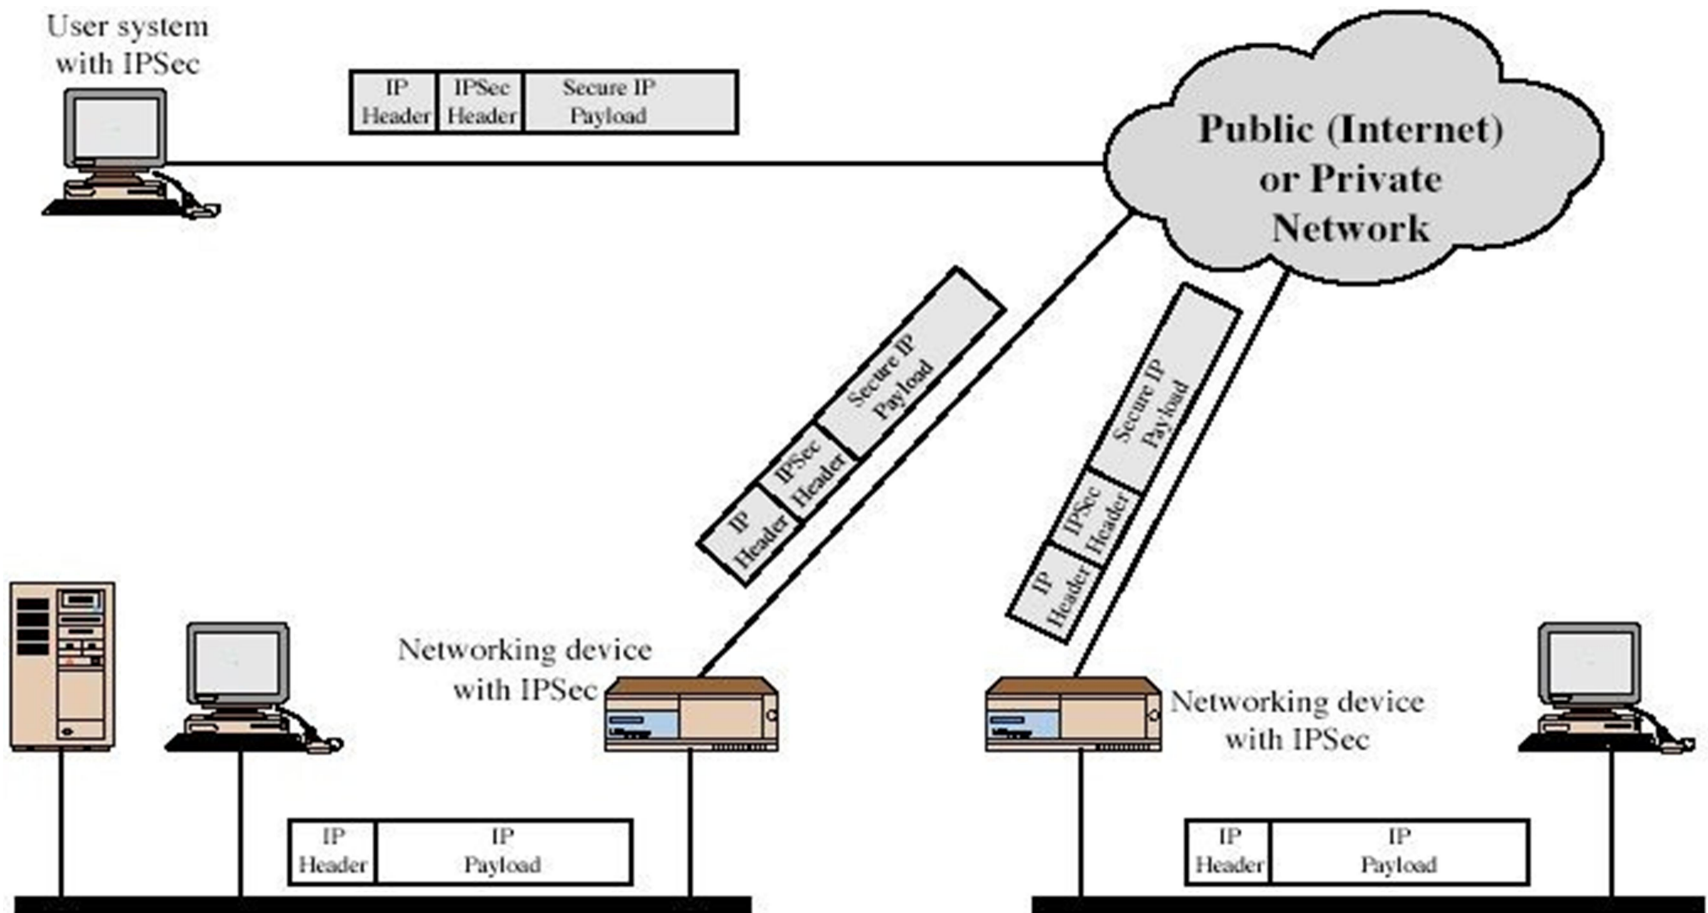 User system
with IPSec
IP
Header
IPSec
Header
Secure IP
Payload
Public (Internet)
or Private
Network
Secure IP
Payload
IPSec
Header
IP
Header
Secure IP
Payload
IPSec
Header
IP
Header
Networking device
with IPSec
Networking device
with IPSec
IP
Header
IP
Payload
IP
Header
IP
Payload